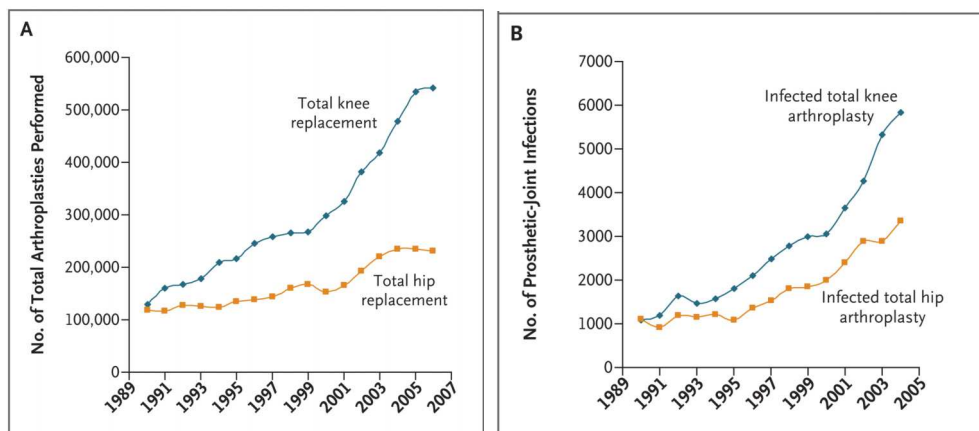 A
No. of Total Arthroplasties Performed
600,000
500,000
400,000
300,000
200,000
100,000
0
Total knee
replacement
Total hip
replacement
1989
1991
1993
1995
1997
1999
2001
2003
2005
2007
B
No. of Prosthetic-Joint Infections
7000
6000
5000
4000
3000
2000
1000
0
Infected total knee
arthroplasty
Infected total hip
arthroplasty
1989
1991
1993
1995
1997
1999
2001
2003
2005